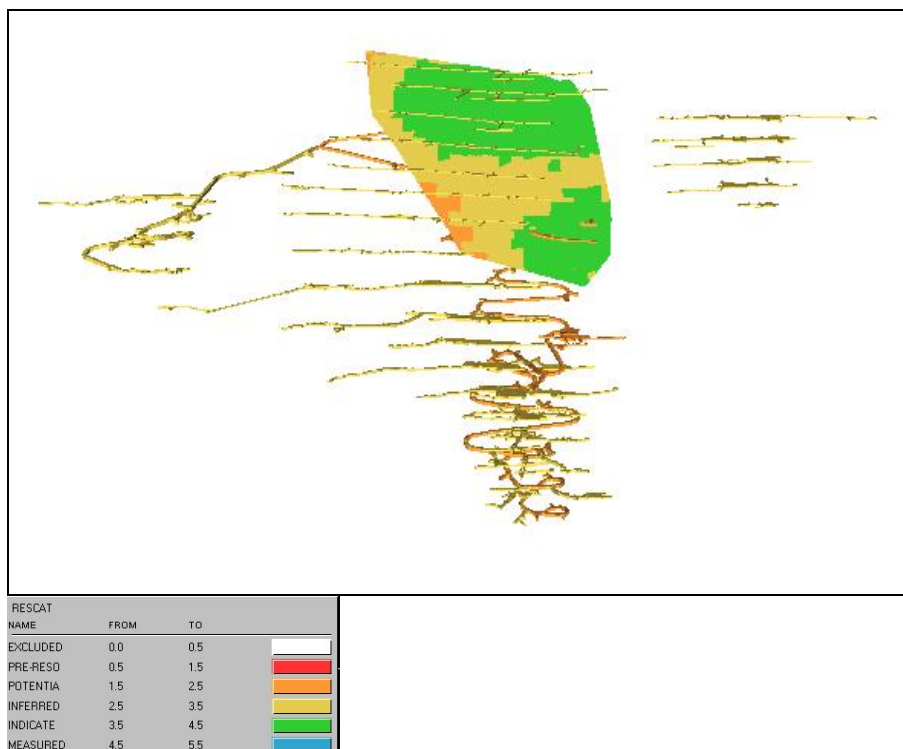 RESCAT
NAME FROM TO
EXCLUDED 0.0 0.5
PRE-RESO 0.5 1.5
POTENTIA 1.5 2.5
INFERRED 2.5 3.5
INDICATE 3.5 4.5
MEASURED 4.5 5.5